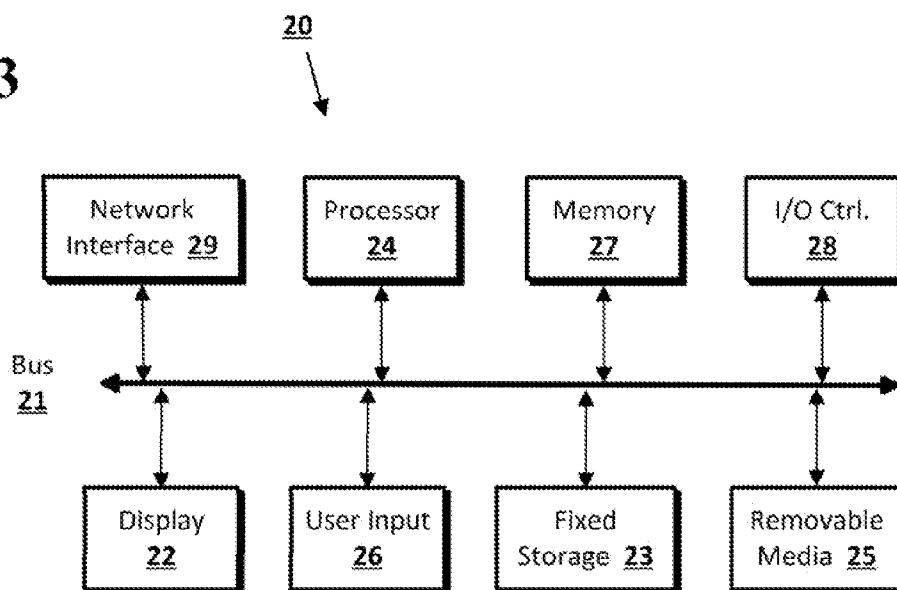 20
3
Network
Interface 29
Processor
24
Memory
27
I/O Ctrl.
28
Bus
21
Display
22
User Input
26
Fixed
Storage 23
Removable
Media 25